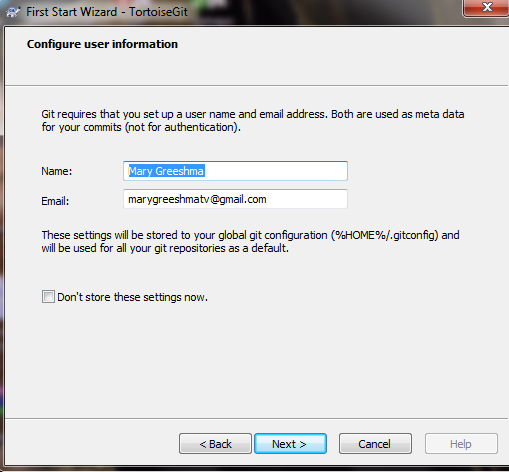 First Start Wizard - TortoiseGit
Configure user information
Git requires that you set up a user name and email address. Both are used as meta data
for your commits (not for authentication).
Name: Mary Greeshma
Email: marygreeshmatv@gmail.com
These settings will be stored to your global git configuration (%HOME%/.gitconfig) and
will be used for all your git repositories as a default.
Don't store these settings now.
< Back Next > Cancel Help